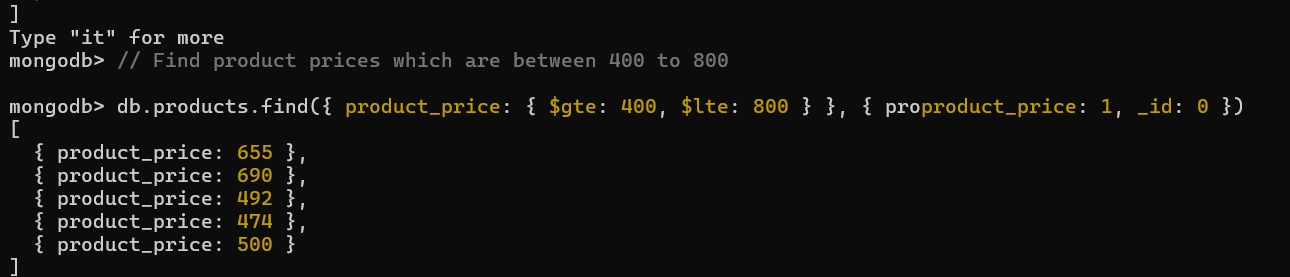 ]
Type "it" for more
mongodb> // Find product prices which are between 400 to 800
mongodb> db.products.find({ product_price: { $gte: 400, $lte: 800 } }, { proproduct_price: 1, _id: 0 })
[
  { product_price: 655 },
  { product_price: 690 },
  { product_price: 492 },
  { product_price: 474 },
  { product_price: 500 }
]